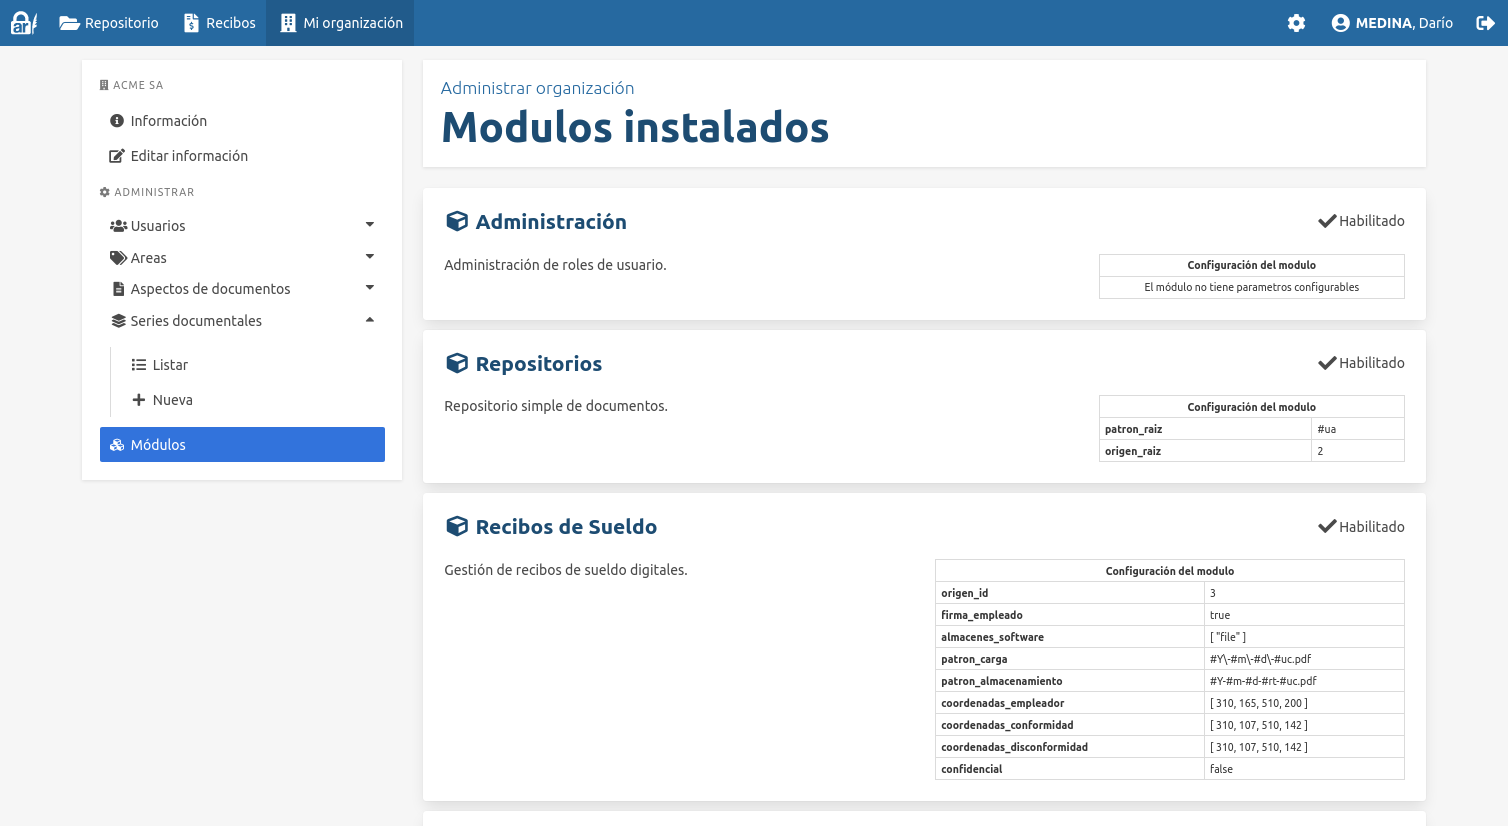 ar Repositorio Recibos Mi organización MEDINA, Darío
ACME SA
Información
Editar información
ADMINISTRAR
Usuarios
Areas
Aspectos de documentos
Series documentales
Listar
Nueva
Módulos
Administrar organización
Modulos instalados
Administración Habilitado
Administración de roles de usuario.
Configuración del modulo
El módulo no tiene parametros configurables
Repositorios Habilitado
Repositorio simple de documentos.
Configuración del modulo
patron_raiz #ua
origen_raiz 2
Recibos de Sueldo Habilitado
Gestión de recibos de sueldo digitales.
Configuración del modulo
origen_id 3
firma_empleado true
almacenes_software [ "file" ]
patron_carga #Y\-#m\-#d\-#uc.pdf
patron_almacenamiento #Y-#m-#d-#rt-#uc.pdf
coordenadas_empleador [ 310, 165, 510, 200 ]
coordenadas_conformidad [ 310, 107, 510, 142 ]
coordenadas_disconformidad [ 310, 107, 510, 142 ]
confidencial false